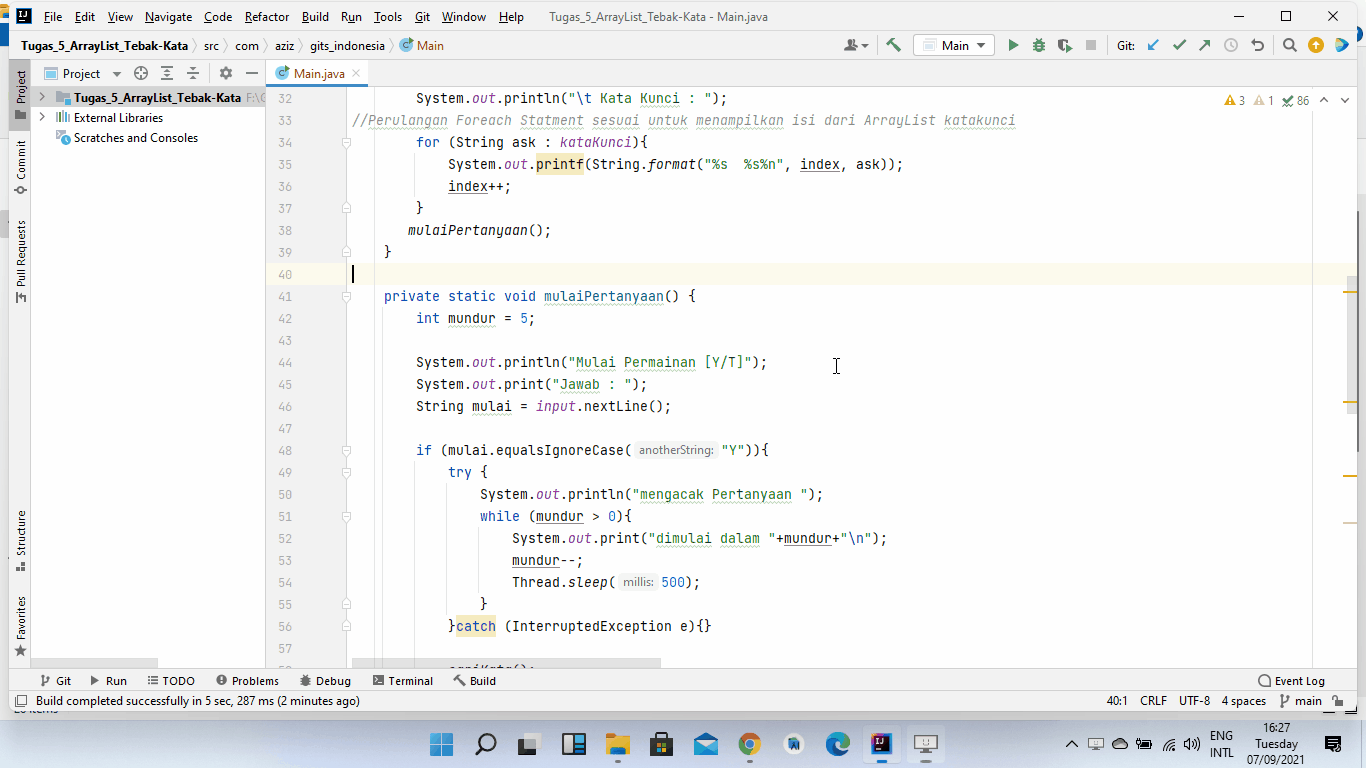 File Edit View Navigate Code Refactor Build Run Tools Git Window Help Tugas_5_ArrayList_Tebak-Kata - Main.java
Tugas_5_ArrayList_Tebak-Kata src com aziz gits_indonesia Main Main Git:
Project Main.java
Project
Commit
Pull Requests
Structure
Favorites
Tugas_5_ArrayList_Tebak-Kata F:\G
External Libraries
Scratches and Consoles
3 1 86
32 System.out.println("\t Kata Kunci : ");
33 //Perulangan Foreach Statment sesuai untuk menampilkan isi dari ArrayList katakunci
34 for (String ask : kataKunci){
35 System.out.printf(String.format("%s  %s%n", index, ask));
36 index++;
37 }
38 mulaiPertanyaan();
39 }
40
41 private static void mulaiPertanyaan() {
42 int mundur = 5;
43
44 System.out.println("Mulai Permainan [Y/T]");
45 System.out.print("Jawab : ");
46 String mulai = input.nextLine();
47
48 if (mulai.equalsIgnoreCase( anotherString: "Y")){
49 try {
50 System.out.println("mengacak Pertanyaan ");
51 while (mundur > 0){
52 System.out.print("dimulai dalam "+mundur+"\n");
53 mundur--;
54 Thread.sleep( millis: 500);
55 }
56 }catch (InterruptedException e){}
57
Git Run TODO Problems Debug Terminal Build Event Log
Build completed successfully in 5 sec, 287 ms (2 minutes ago) 40:1 CRLF UTF-8 4 spaces main
ENG
INTL
16:27
Tuesday
07/09/2021